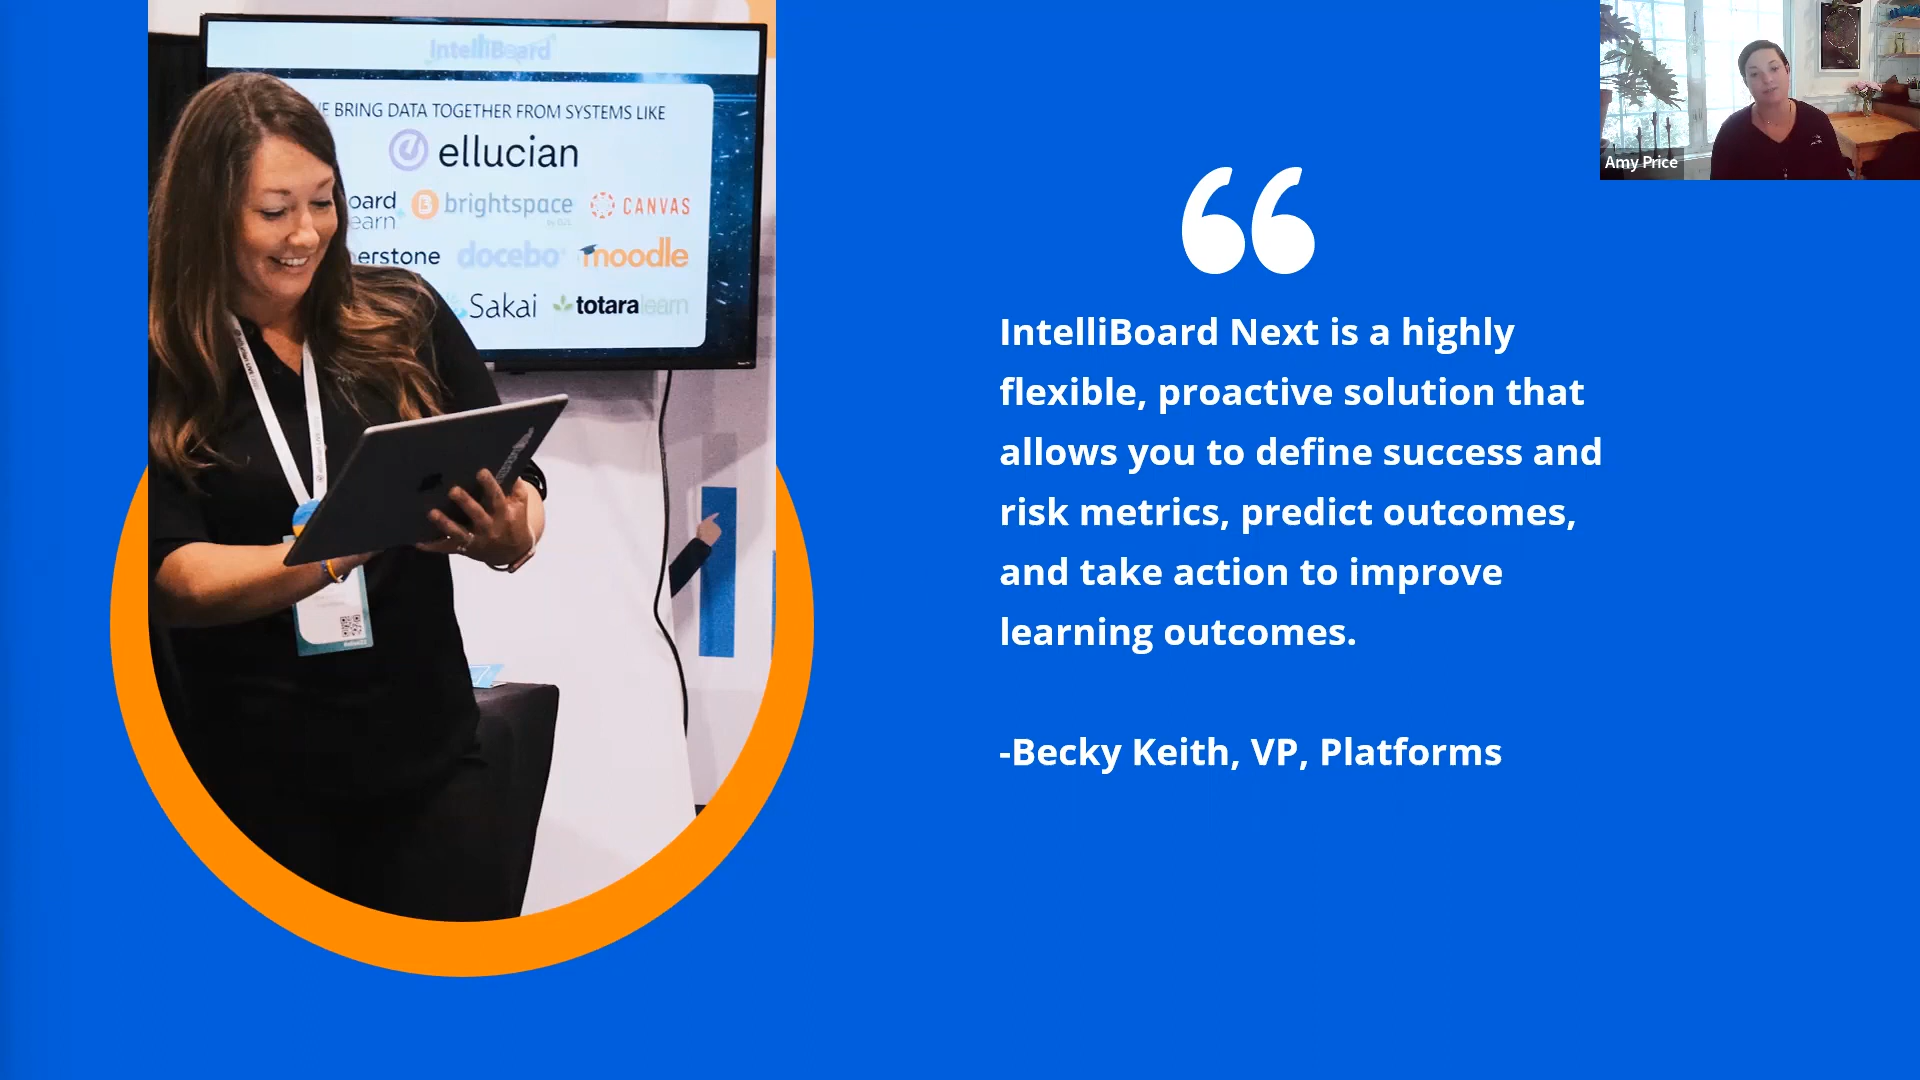 IntelliBoard
WE BRING DATA TOGETHER FROM SYSTEMS LIKE
ellucian
oard
earn
brightspace
CANVAS
erstone
docebo
moodle
Sakai
totara learn
Amy Price
IntelliBoard Next is a highly
flexible, proactive solution that
allows you to define success and
risk metrics, predict outcomes,
and take action to improve
learning outcomes.
-Becky Keith, VP, Platforms